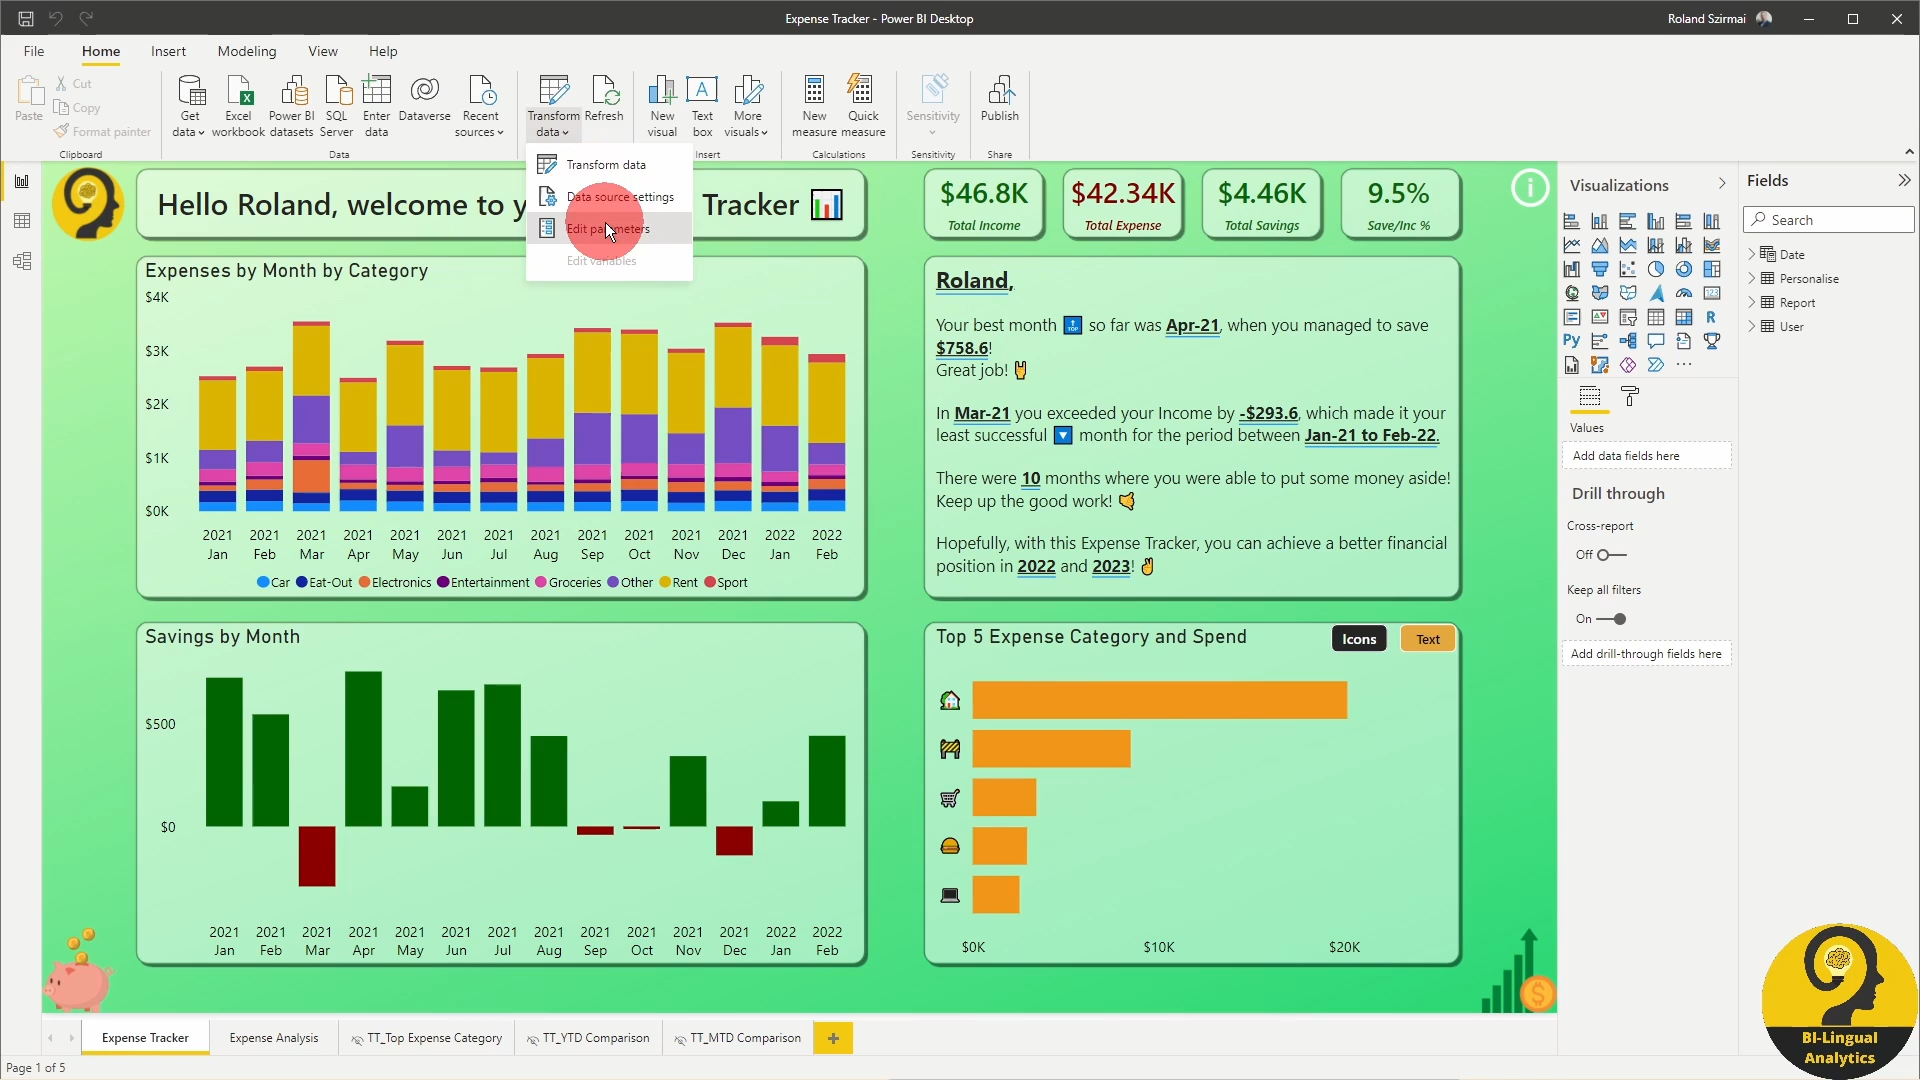 Expense Tracker - Power BI Desktop
Roland Szirmai
File
Home
Insert
Modeling
View
Help
Paste
Cut
Copy
Format painter
Clipboard
Get
data
Excel
workbook
Power BI
datasets
SQL
Server
Enter
data
Dataverse
Recent
sources
Data
Transform
data
Refresh
New
visual
Text
box
More
visuals
Insert
New
measure
Quick
measure
Calculations
Sensitivity
Sensitivity
Publish
Share
Transform data
Data source settings
Edit parameters
Edit variables
Hello Roland, welcome to y
Tracker
$46.8K
Total Income
$42.34K
Total Expense
$4.46K
Total Savings
9.5%
Save/Inc %
Expenses by Month by Category
$4K
$3K
$2K
$1K
$0K
2021 2021 2021 2021 2021 2021 2021 2021 2021 2021 2021 2021 2022 2022
Jan Feb Mar Apr May Jun Jul Aug Sep Oct Nov Dec Jan Feb
Car Eat-Out Electronics Entertainment Groceries Other Rent Sport
Roland,
Your best month 🔝 so far was Apr-21, when you managed to save
$758.6!
Great job! 🤘
In Mar-21 you exceeded your Income by -$293.6, which made it your
least successful 🔽 month for the period between Jan-21 to Feb-22.
There were 10 months where you were able to put some money aside!
Keep up the good work! 🤙
Hopefully, with this Expense Tracker, you can achieve a better financial
position in 2022 and 2023! ✌
Savings by Month
$500
$0
2021 2021 2021 2021 2021 2021 2021 2021 2021 2021 2021 2021 2022 2022
Jan Feb Mar Apr May Jun Jul Aug Sep Oct Nov Dec Jan Feb
Top 5 Expense Category and Spend
Icons
Text
$0K $10K $20K
Visualizations
Values
Add data fields here
Drill through
Cross-report
Off
Keep all filters
On
Add drill-through fields here
Fields
Search
Date
Personalise
Report
User
Expense Tracker
Expense Analysis
TT_Top Expense Category
TT_YTD Comparison
TT_MTD Comparison
Page 1 of 5
BI-Lingual
Analytics